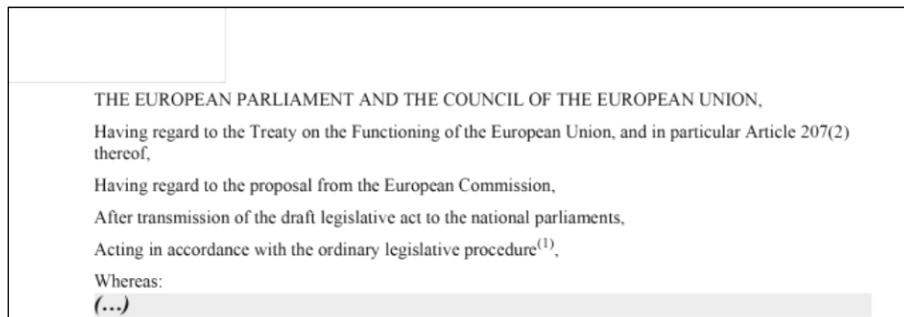 THE EUROPEAN PARLIAMENT AND THE COUNCIL OF THE EUROPEAN UNION,
Having regard to the Treaty on the Functioning of the European Union, and in particular Article 207(2)
thereof,
Having regard to the proposal from the European Commission,
After transmission of the draft legislative act to the national parliaments,
Acting in accordance with the ordinary legislative procedure(1),
Whereas:
(...)